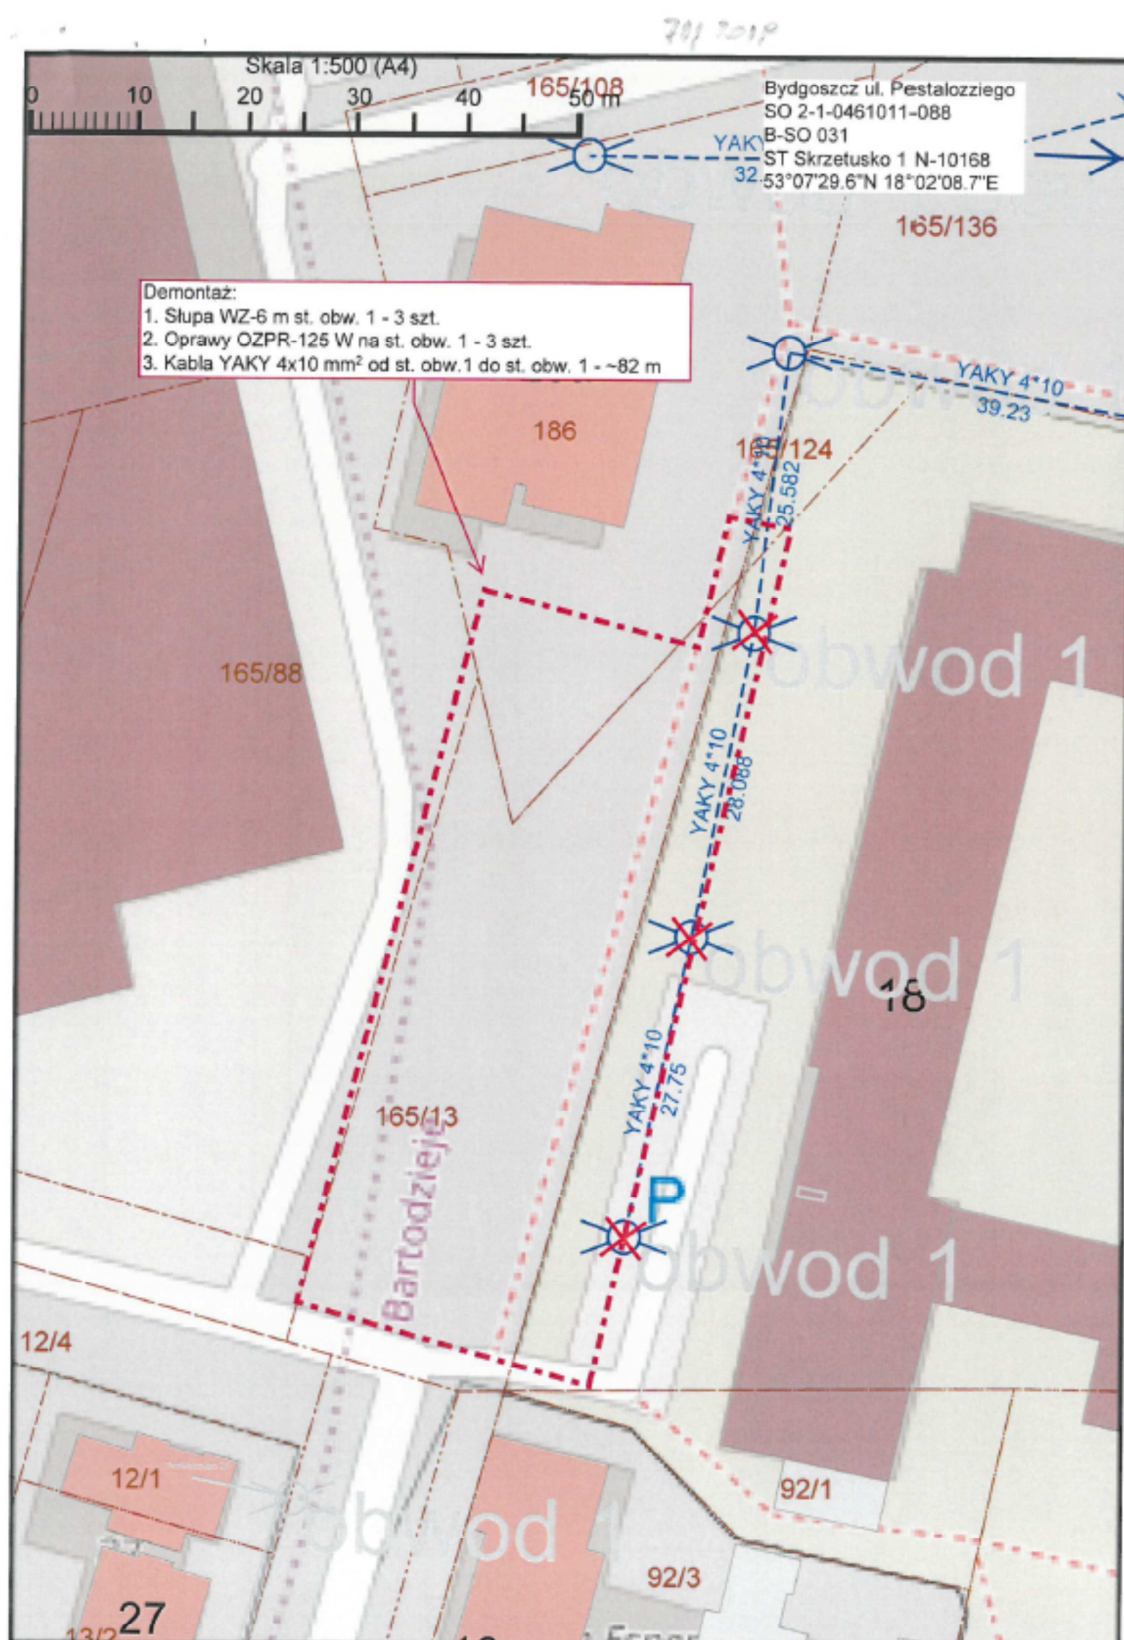 Skala 1:500 (A4)
0 10 20 30 40 50 m
165/108
Bydgoszcz ul. Pestalozziego
SO 2-1-0461011-088
B-SO 031
ST Skrzetusko 1 N-10168
53°07'29.6"N 18°02'08.7"E
YAKY
32.
165/136
Demontaż:
1. Słupa WZ-6 m st. obw. 1 - 3 szt.
2. Oprawy OZPR-125 W na st. obw. 1 - 3 szt.
3. Kabla YAKY 4x10 mm² od st. obw.1 do st. obw. 1 - ~82 m
YAKY 4*10
39.23
186
165/124
YAKY 4*10
25.582
obwod 1
165/88
YAKY 4*10
28.088
obwod 1
18
YAKY 4*10
27.75
165/13
Bartodzieje
P
obwod 1
12/4
12/1
92/1
obwod 1
92/3
27
13/2